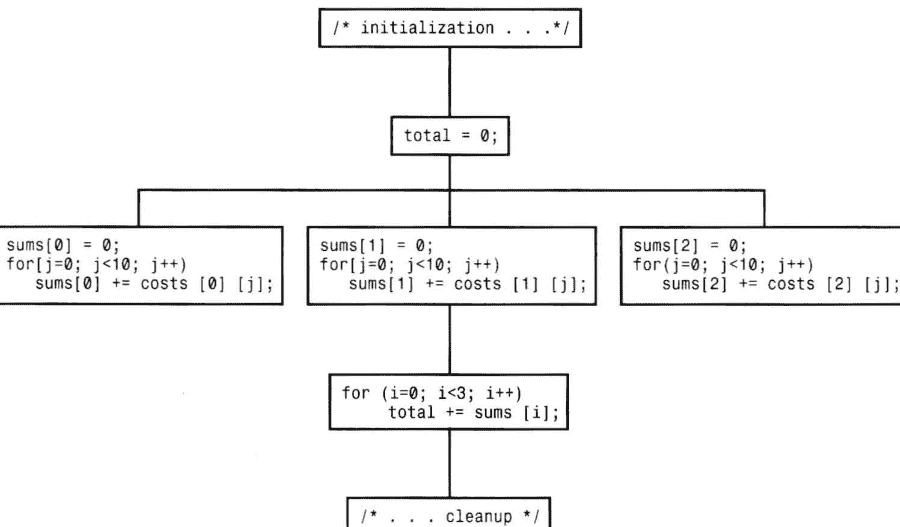 /* initialization . . .*/
total = 0;
sums[0] = 0;
for[j=0; j<10; j++)
sums[0] += costs [0] [j];
sums[1] = 0;
for[j=0; j<10; j++)
sums[1] += costs [1] [j];
sums[2] = 0;
for(j=0; j<10; j++)
sums[2] += costs [2] [j];
for (i=0; i<3; i++)
total += sums [i];
/* . . . cleanup */